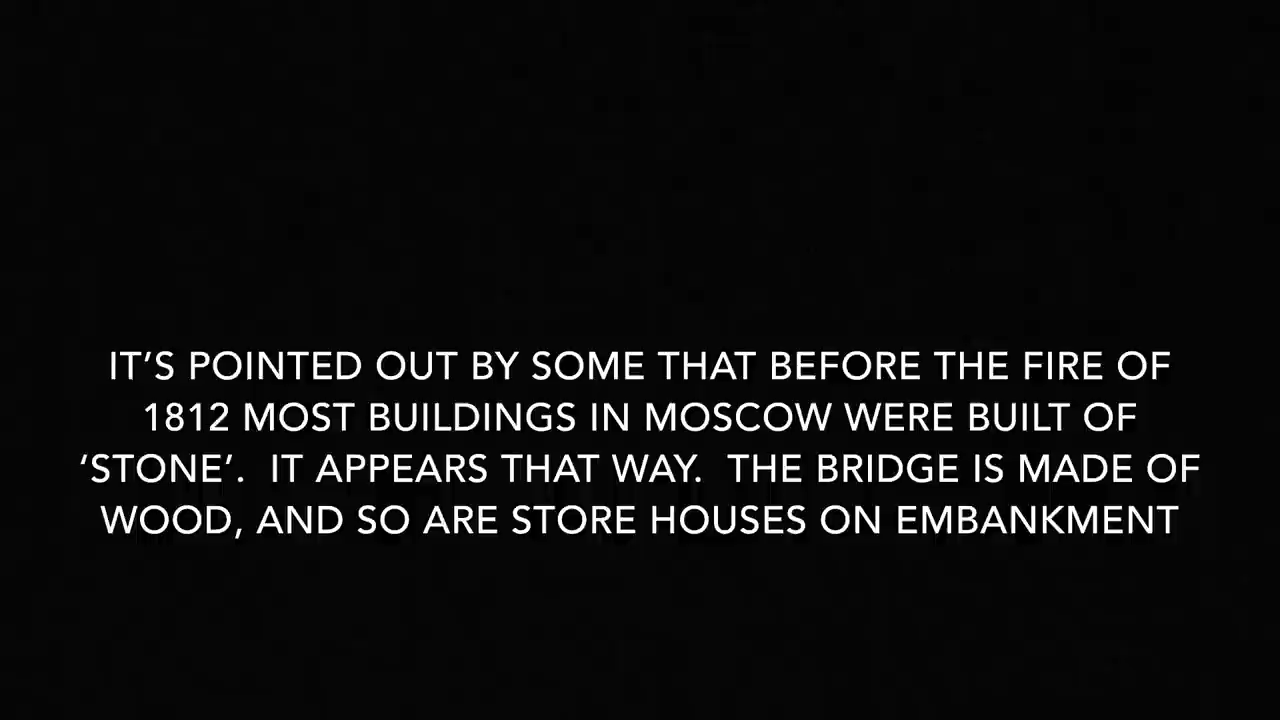 IT’S POINTED OUT BY SOME THAT BEFORE THE FIRE OF
1812 MOST BUILDINGS IN MOSCOW WERE BUILT OF
‘STONE’.  IT APPEARS THAT WAY.  THE BRIDGE IS MADE OF
WOOD, AND SO ARE STORE HOUSES ON EMBANKMENT